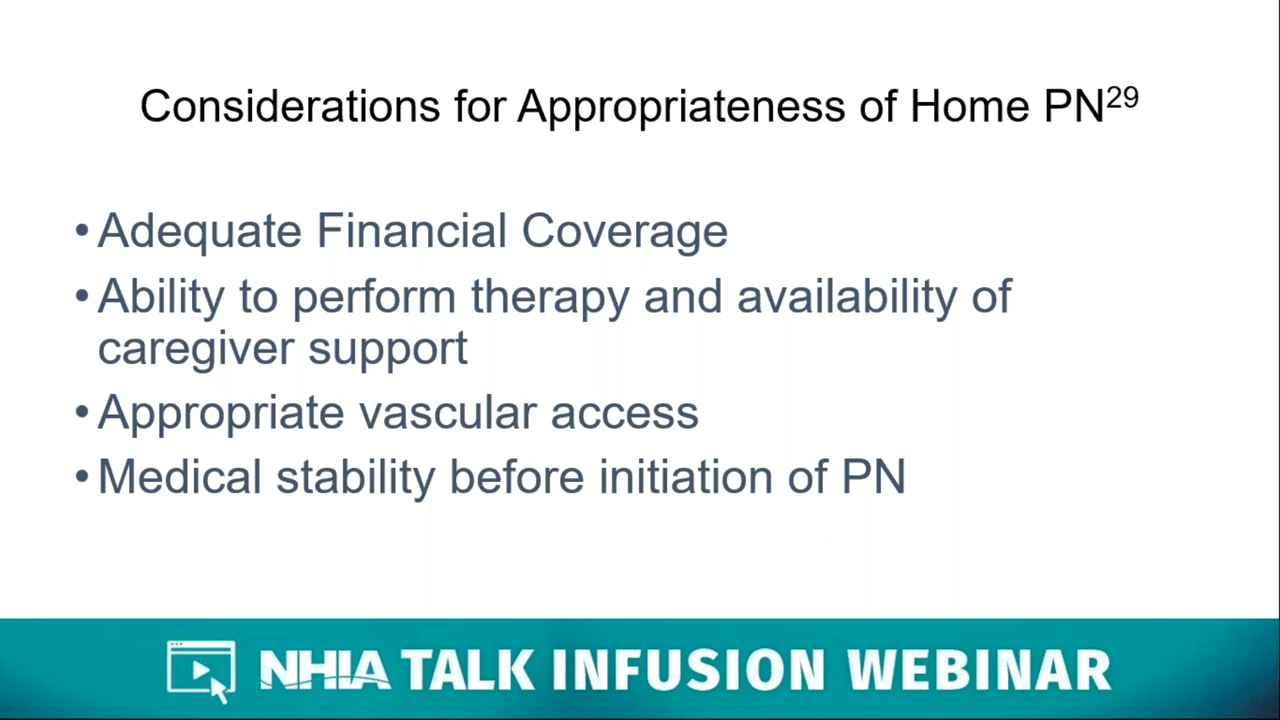 Considerations for Appropriateness of Home PN29
• Adequate Financial Coverage
• Ability to perform therapy and availability of
caregiver support
• Appropriate vascular access
• Medical stability before initiation of PN
NHIA TALK INFUSION WEBINAR